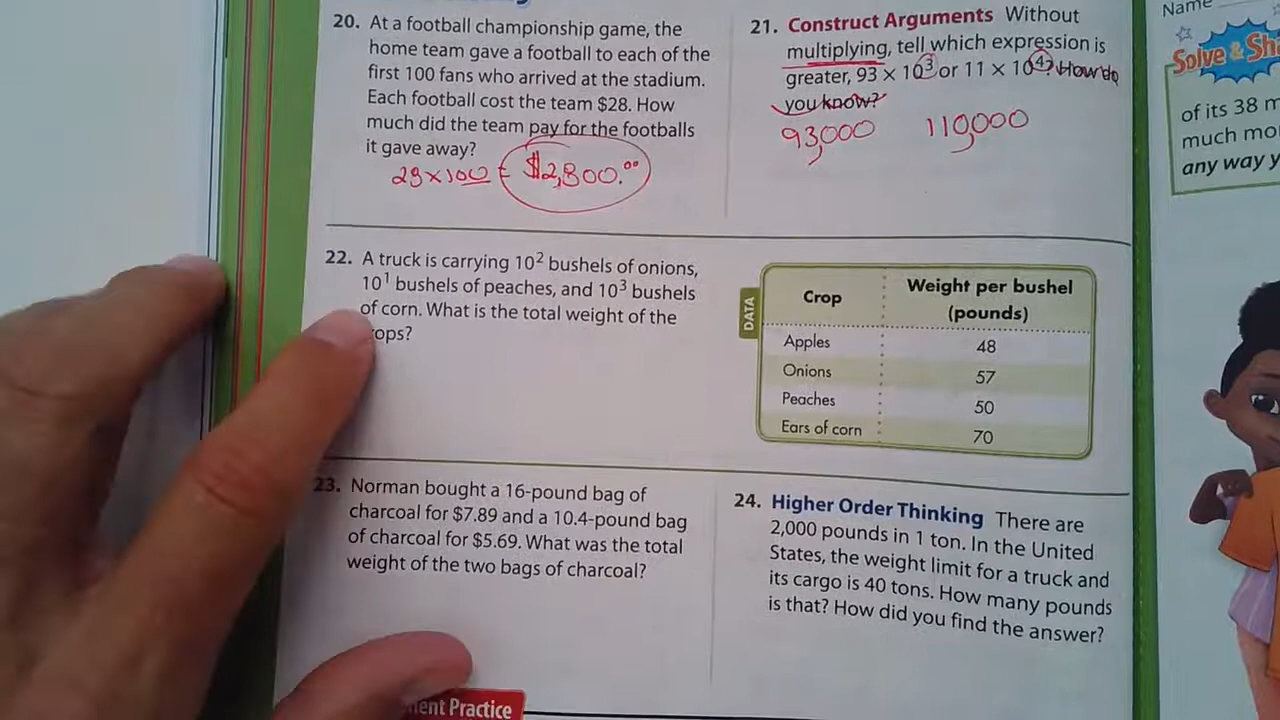 20. At a football championship game, the
home team gave a football to each of the
first 100 fans who arrived at the stadium.
Each football cost the team $28. How
much did the team pay for the footballs
it gave away?
28 × 100 = $2,800.00
21. Construct Arguments Without
multiplying, tell which expression is
greater, 93 × 10³ or 11 × 10⁴? How do
you know?
93,000 110,000
22. A truck is carrying 10² bushels of onions,
10¹ bushels of peaches, and 10³ bushels
of corn. What is the total weight of the
ops?
DATA
Crop Weight per bushel
(pounds)
Apples 48
Onions 57
Peaches 50
Ears of corn 70
23. Norman bought a 16-pound bag of
charcoal for $7.89 and a 10.4-pound bag
of charcoal for $5.69. What was the total
weight of the two bags of charcoal?
24. Higher Order Thinking There are
2,000 pounds in 1 ton. In the United
States, the weight limit for a truck and
its cargo is 40 tons. How many pounds
is that? How did you find the answer?
Practice
Name
Solve & Sh
of its 38 m
much mo
any way y